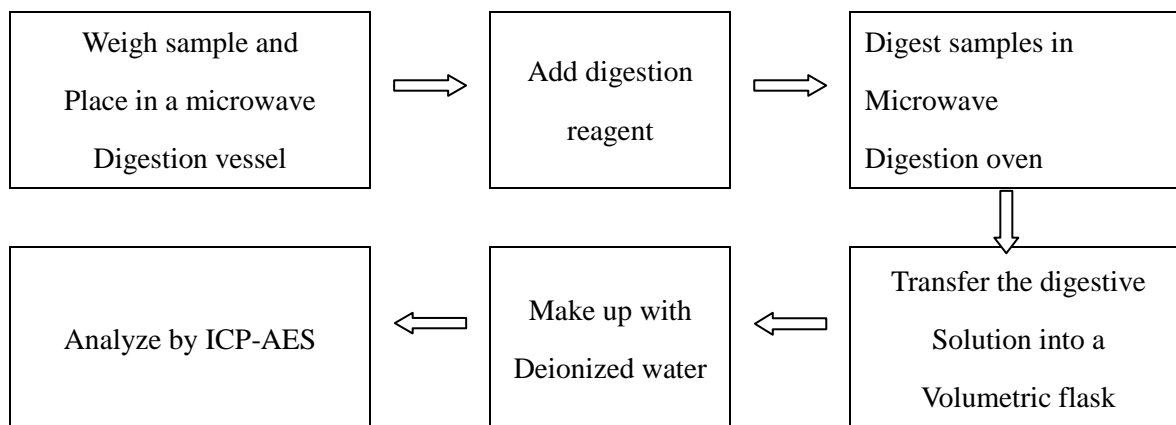 Weigh sample and
Place in a microwave
Digestion vessel
Add digestion
reagent
Digest samples in
Microwave
Digestion oven
Transfer the digestive
Solution into a
Volumetric flask
Make up with
Deionized water
Analyze by ICP-AES